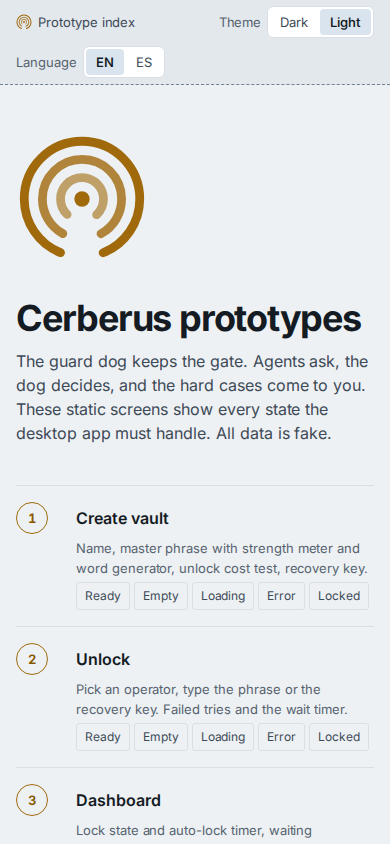 Prototype index
Theme Dark Light
Language EN ES
Cerberus prototypes
The guard dog keeps the gate. Agents ask, the
dog decides, and the hard cases come to you.
These static screens show every state the
desktop app must handle. All data is fake.
1 Create vault
Name, master phrase with strength meter and
word generator, unlock cost test, recovery key.
Ready Empty Loading Error Locked
2 Unlock
Pick an operator, type the phrase or the
recovery key. Failed tries and the wait timer.
Ready Empty Loading Error Locked
3 Dashboard
Lock state and auto-lock timer, waiting